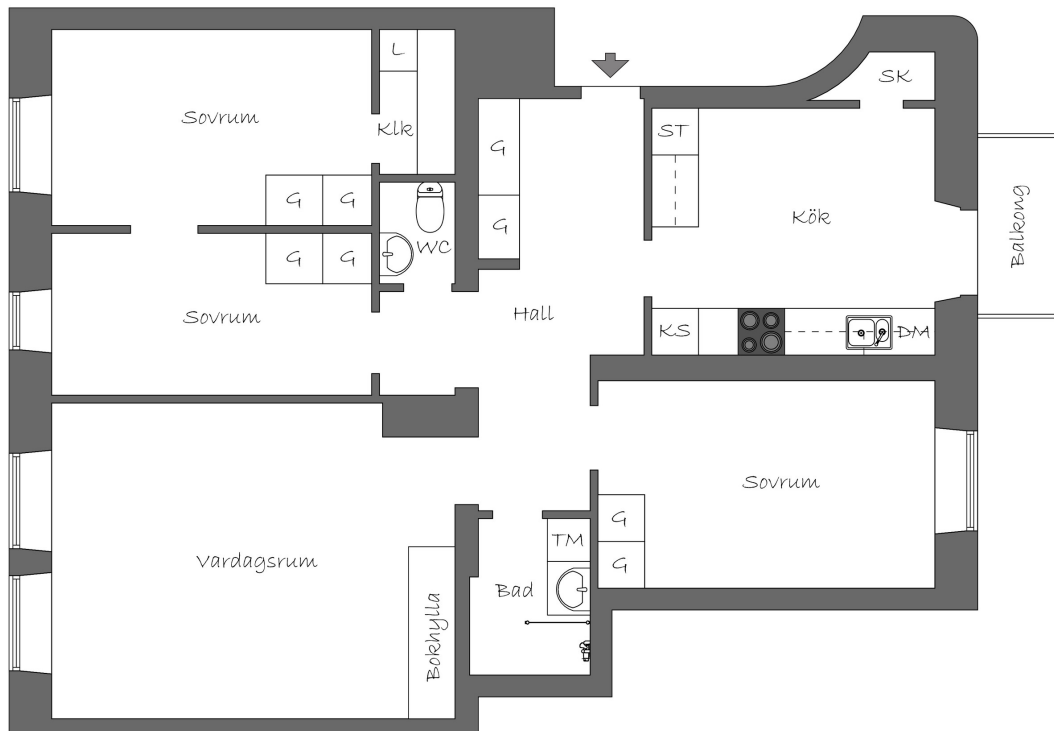 L
SK
Sovrum
Klk
ST
G
G
G
G
Kök
Balkong
WC
G
G
Sovrum
Hall
KS
DM
Sovrum
Vardagsrum
Bokhylla
TM
Bad
G
G